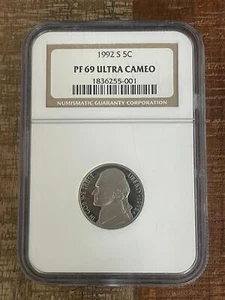 1992 S 5C
PF 69 ULTRA CAMEO
1836255-001
NUMISMATIC GUARANTY CORPORATION